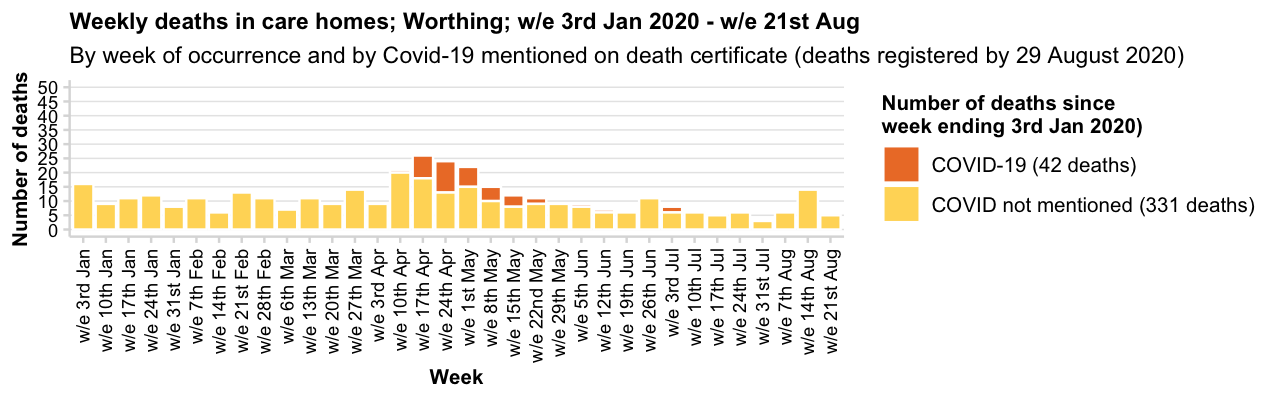 Weekly deaths in care homes; Worthing; w/e 3rd Jan 2020 - w/e 21st Aug
By week of occurrence and by Covid-19 mentioned on death certificate (deaths registered by 29 August 2020)
Number of deaths
50
45
40
35
30
25
20
15
10
5
0
w/e 3rd Jan
w/e 10th Jan
w/e 17th Jan
w/e 24th Jan
w/e 31st Jan
w/e 7th Feb
w/e 14th Feb
w/e 21st Feb
w/e 28th Feb
w/e 6th Mar
w/e 13th Mar
w/e 20th Mar
w/e 27th Mar
w/e 3rd Apr
w/e 10th Apr
w/e 17th Apr
w/e 24th Apr
w/e 1st May
w/e 8th May
w/e 15th May
w/e 22nd May
w/e 29th May
w/e 5th Jun
w/e 12th Jun
w/e 19th Jun
w/e 26th Jun
w/e 3rd Jul
w/e 10th Jul
w/e 17th Jul
w/e 24th Jul
w/e 31st Jul
w/e 7th Aug
w/e 14th Aug
w/e 21st Aug
Week
Number of deaths since
week ending 3rd Jan 2020)
COVID-19 (42 deaths)
COVID not mentioned (331 deaths)